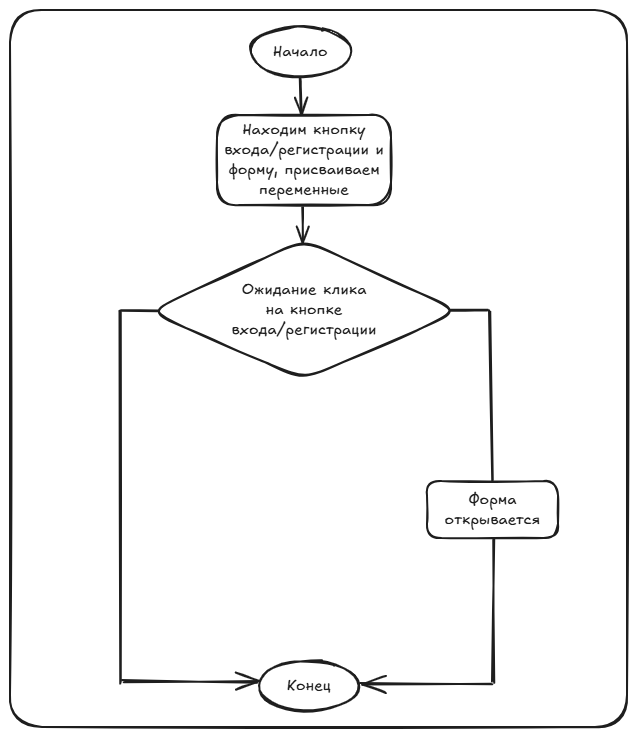 Начало
Находим кнопку
входа/регистрации и
форму, присваиваем
переменные
Ожидание клика
на кнопке
входа/регистрации
Форма
открывается
Конец